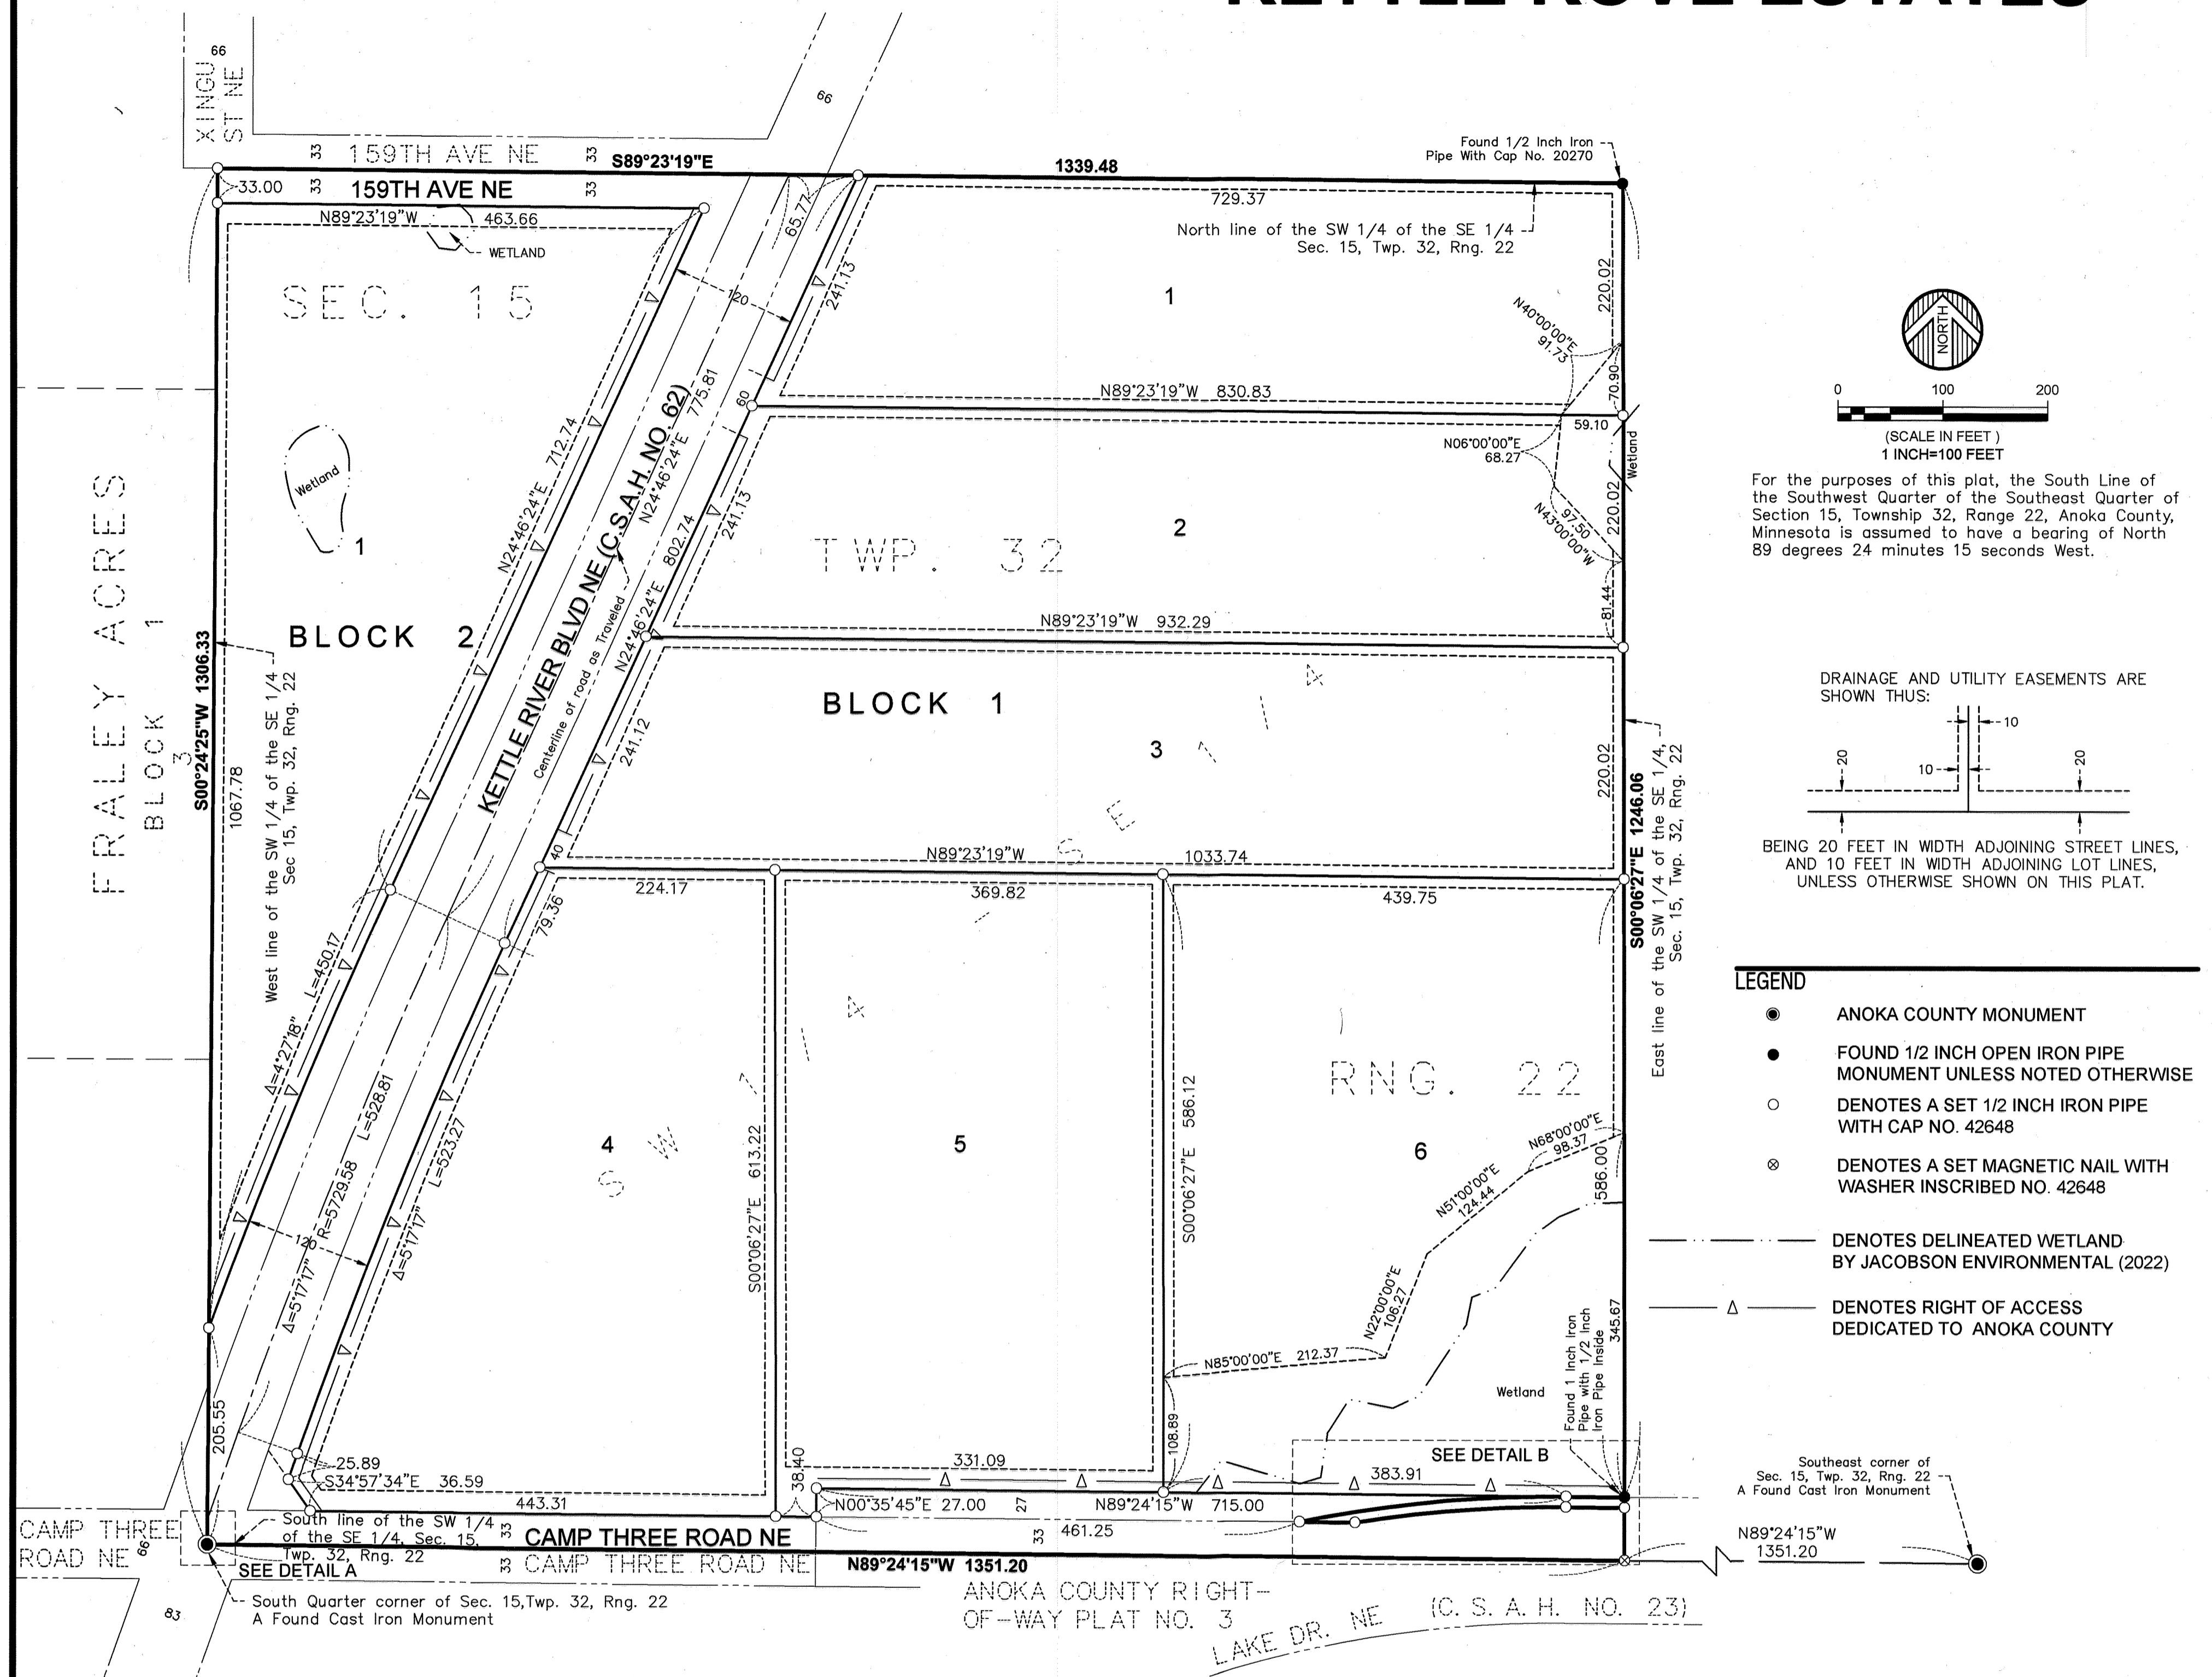 66
XINGU
ST NE
66
33
159TH AVE NE
33
S89°23'19"E
1339.48
Found 1/2 Inch Iron
Pipe With Cap No. 20270
33.00
33
159TH AVE NE
33
N89°23'19"W 463.66
WETLAND
65.77
729.37
North line of the SW 1/4 of the SE 1/4
Sec. 15, Twp. 32, Rng. 22
SEC. 15
120
241.13
1
220.02
N40°00'00"E
91.73
70.90
N89°23'19"W 830.83
60
59.10
N06°00'00"E
68.27
Wetland
NORTH
0 100 200
(SCALE IN FEET )
1 INCH=100 FEET
For the purposes of this plat, the South Line of
the Southwest Quarter of the Southeast Quarter of
Section 15, Township 32, Range 22, Anoka County,
Minnesota is assumed to have a bearing of North
89 degrees 24 minutes 15 seconds West.
Wetland
1
N24°46'24"E 712.74
KETTLE RIVER BLVD NE (C.S.A.H. NO. 62)
N24°46'24"E 775.81
Centerline of road as Traveled
N24°46'24"E 802.74
241.13
TWP. 32
2
220.02
97.50
N43°00'00"W
81.44
N89°23'19"W 932.29
FRALEY ACRES
BLOCK 1
3
S00°24'25"W 1306.33
1067.78
West line of the SW 1/4 of the SE 1/4
Sec 15, Twp. 32, Rng. 22
BLOCK 2
BLOCK 1
241.12
3
220.02
S00°06'27"E 1246.06
East line of the SW 1/4 of the SE 1/4,
Sec. 15, Twp. 32, Rng. 22
DRAINAGE AND UTILITY EASEMENTS ARE
SHOWN THUS:
10
20
10
20
BEING 20 FEET IN WIDTH ADJOINING STREET LINES,
AND 10 FEET IN WIDTH ADJOINING LOT LINES,
UNLESS OTHERWISE SHOWN ON THIS PLAT.
40
N89°23'19"W 1033.74
224.17
369.82
439.75
79.36
SW 1/4 SE 1/4
RNG. 22
LEGEND
ANOKA COUNTY MONUMENT
FOUND 1/2 INCH OPEN IRON PIPE
MONUMENT UNLESS NOTED OTHERWISE
DENOTES A SET 1/2 INCH IRON PIPE
WITH CAP NO. 42648
DENOTES A SET MAGNETIC NAIL WITH
WASHER INSCRIBED NO. 42648
DENOTES DELINEATED WETLAND
BY JACOBSON ENVIRONMENTAL (2022)
DENOTES RIGHT OF ACCESS
DEDICATED TO ANOKA COUNTY
Δ=4°27'18" L=450.17
Δ=5°17'17" R=5729.58 L=528.81
Δ=5°17'17" L=523.27
120
4
S00°06'27"E 613.22
5
S00°06'27"E 586.12
6
N68°00'00"E
98.37
N51°00'00"E
124.44
586.00
N22°00'00"E
106.27
N85°00'00"E 212.37
108.89
Wetland
Found 1 Inch Iron
Pipe with 1/2 Inch
Iron Pipe Inside
345.67
205.55
25.89
S34°57'34"E 36.59
443.31
38.40
331.09
N00°35'45"E 27.00
27
N89°24'15"W 715.00
383.91
SEE DETAIL B
Southeast corner of
Sec. 15, Twp. 32, Rng. 22
A Found Cast Iron Monument
N89°24'15"W
1351.20
CAMP THREE
ROAD NE
66
South line of the SW 1/4
of the SE 1/4, Sec. 15,
Twp. 32, Rng. 22
33
CAMP THREE ROAD NE
33
461.25
SEE DETAIL A
33
CAMP THREE ROAD NE
N89°24'15"W 1351.20
South Quarter corner of Sec. 15,Twp. 32, Rng. 22
A Found Cast Iron Monument
83
ANOKA COUNTY RIGHT-
OF-WAY PLAT NO. 3
LAKE DR. NE (C. S. A. H. NO. 23)